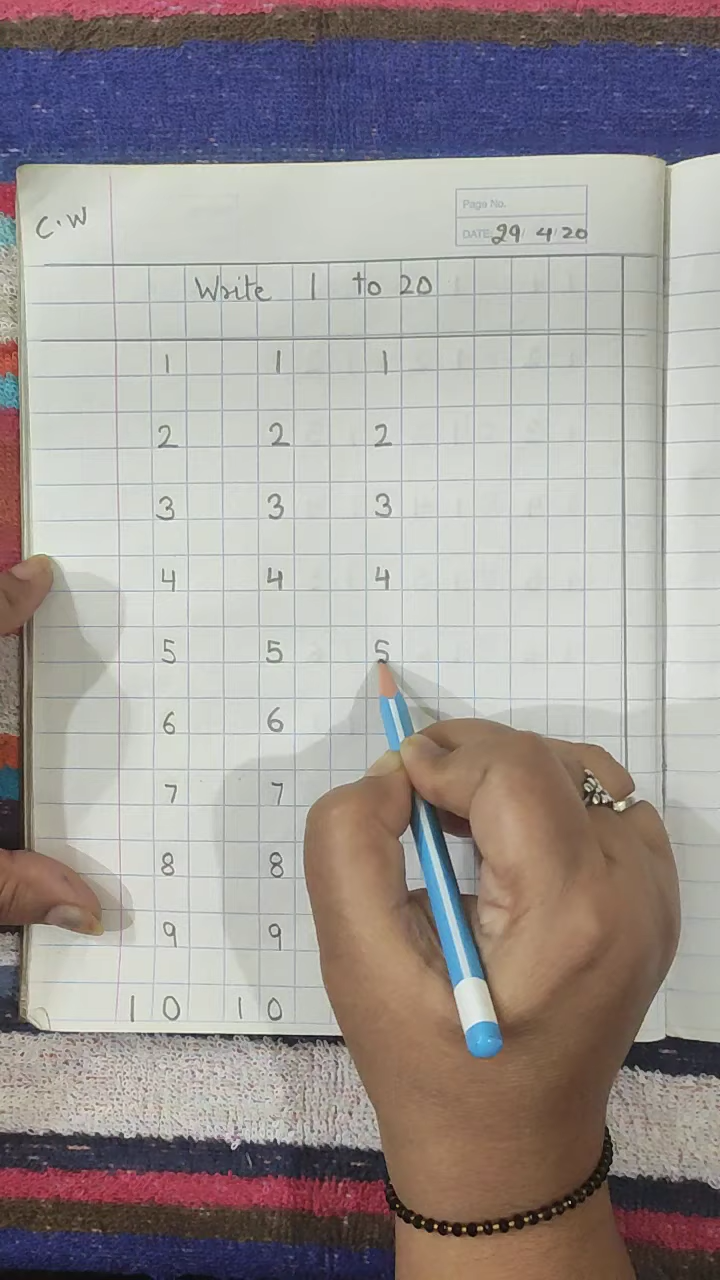 Page No.
C.W
DATE: 29/4/20
Write 1 to 20
1 1 1
2 2 2
3 3 3
4 4 4
5 5 5
6 6
7 7
8 8
9 9
10 10